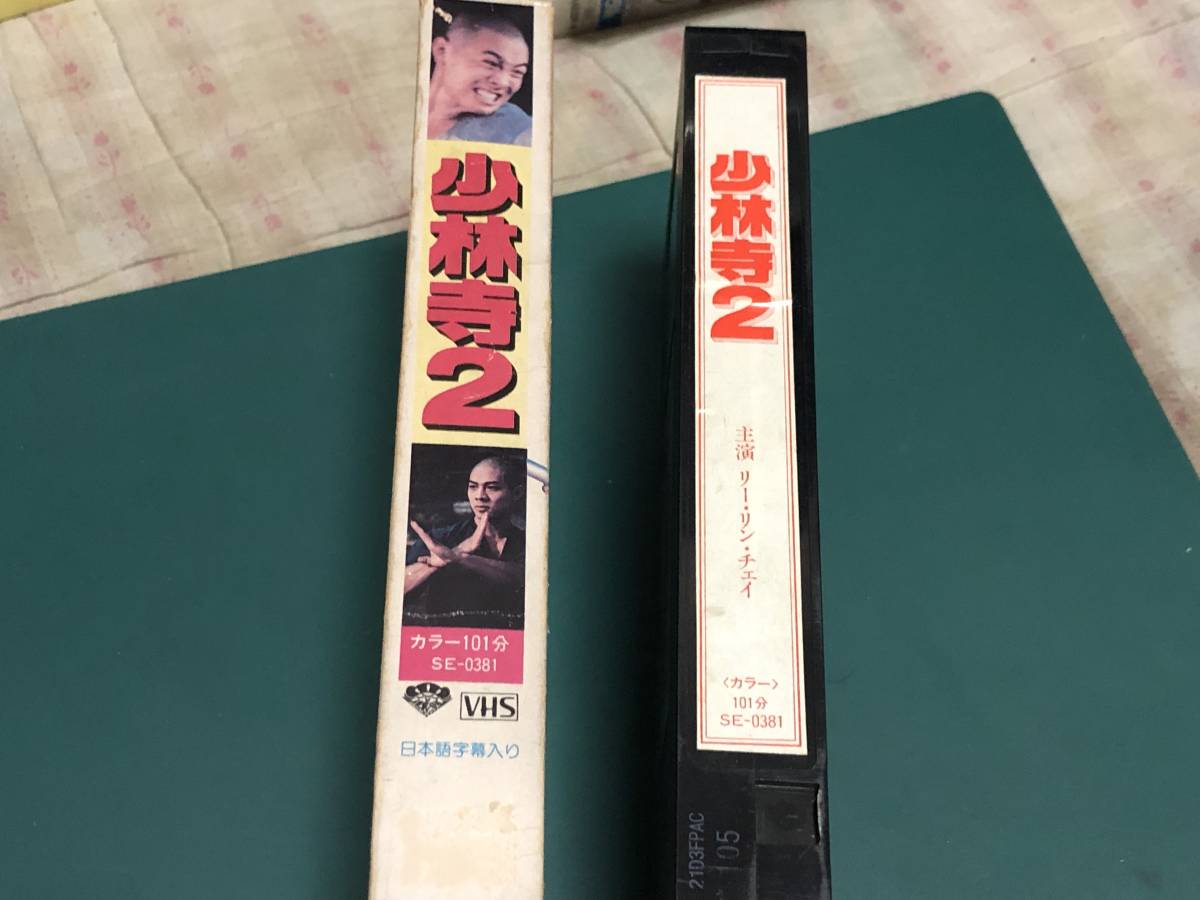 少林寺2
カラー101分
SE-0381
VHS
日本語字幕入り
少林寺2
主演 リー・リン・チェイ
〈カラー〉
101分
SE-0381
21D3FPAC
105